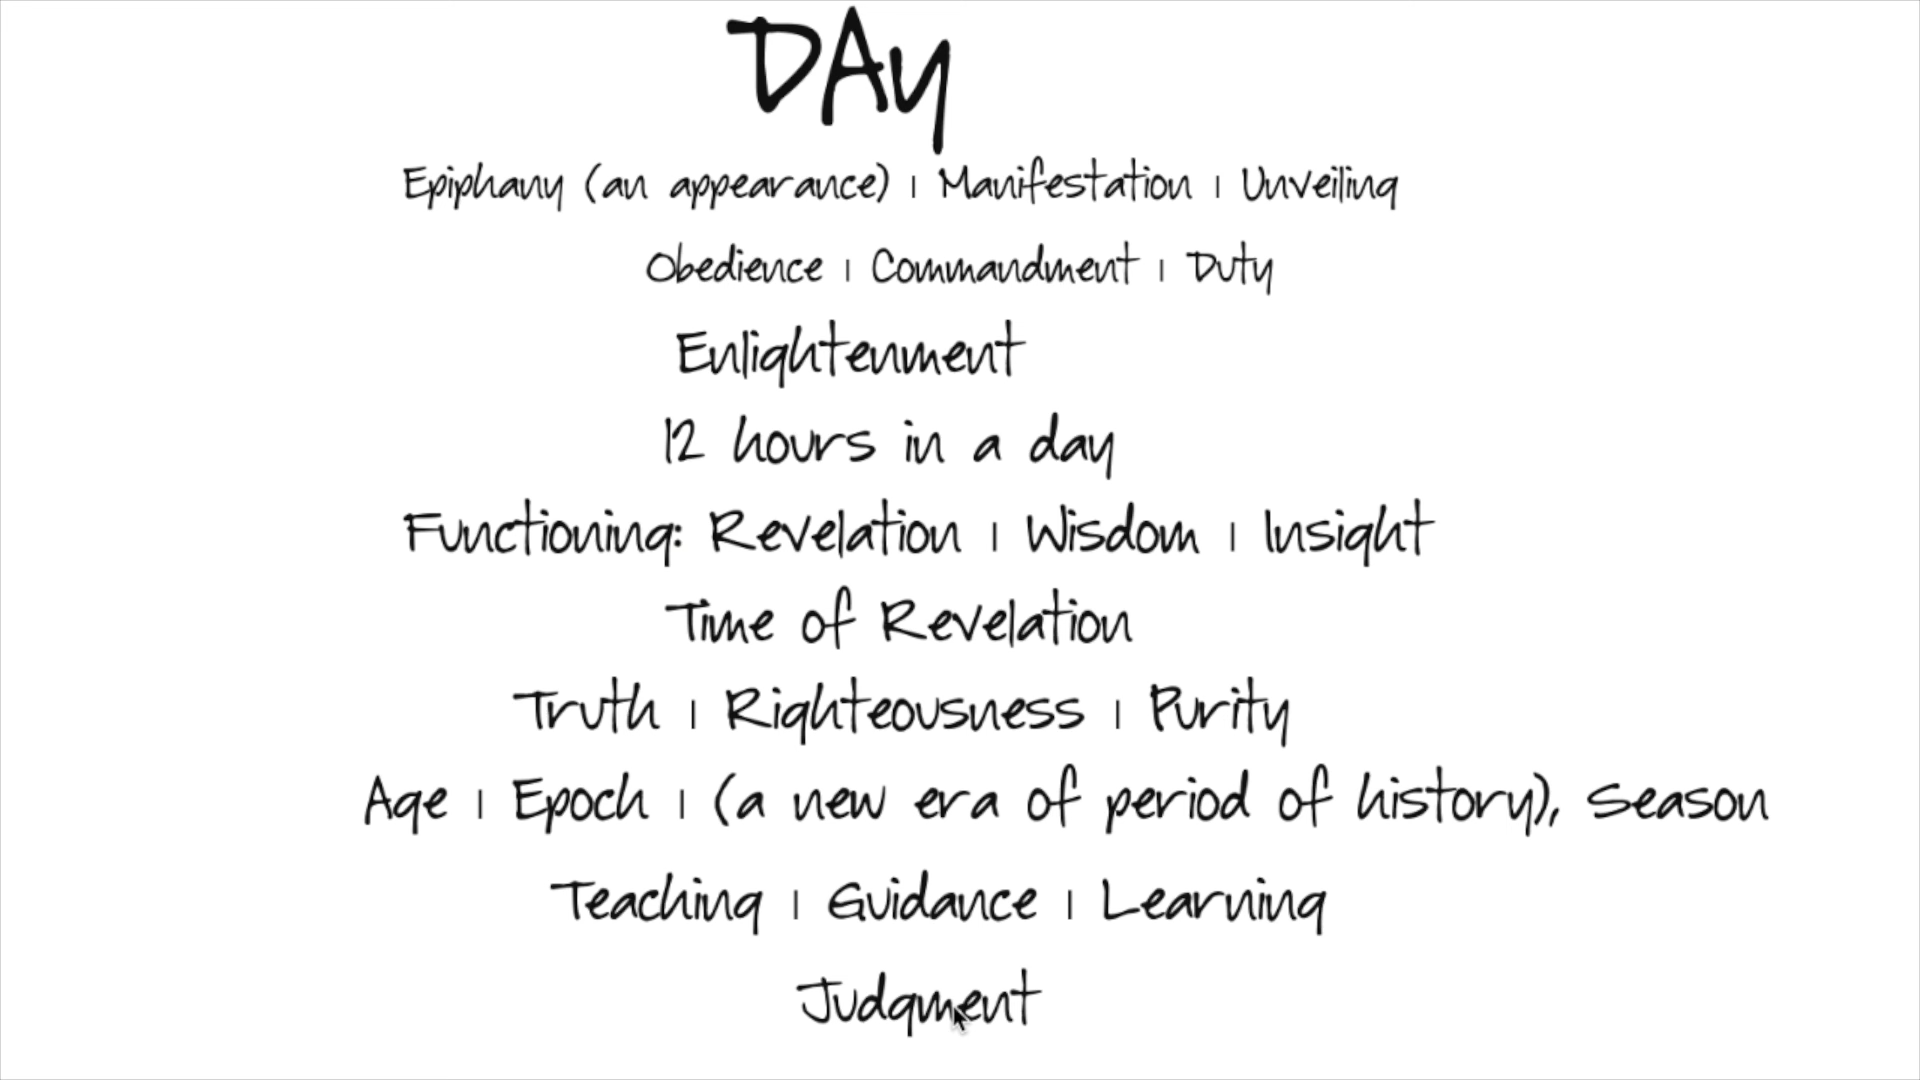 DAy
Epiphany (an appearance) | Manifestation | Unveiling
Obedience | Commandment | Duty
Enlightenment
12 hours in a day
Functioning: Revelation | Wisdom | Insight
Time of Revelation
Truth | Righteousness | Purity
Age | Epoch | (a new era of period of history), Season
Teaching | Guidance | Learning
Judgment